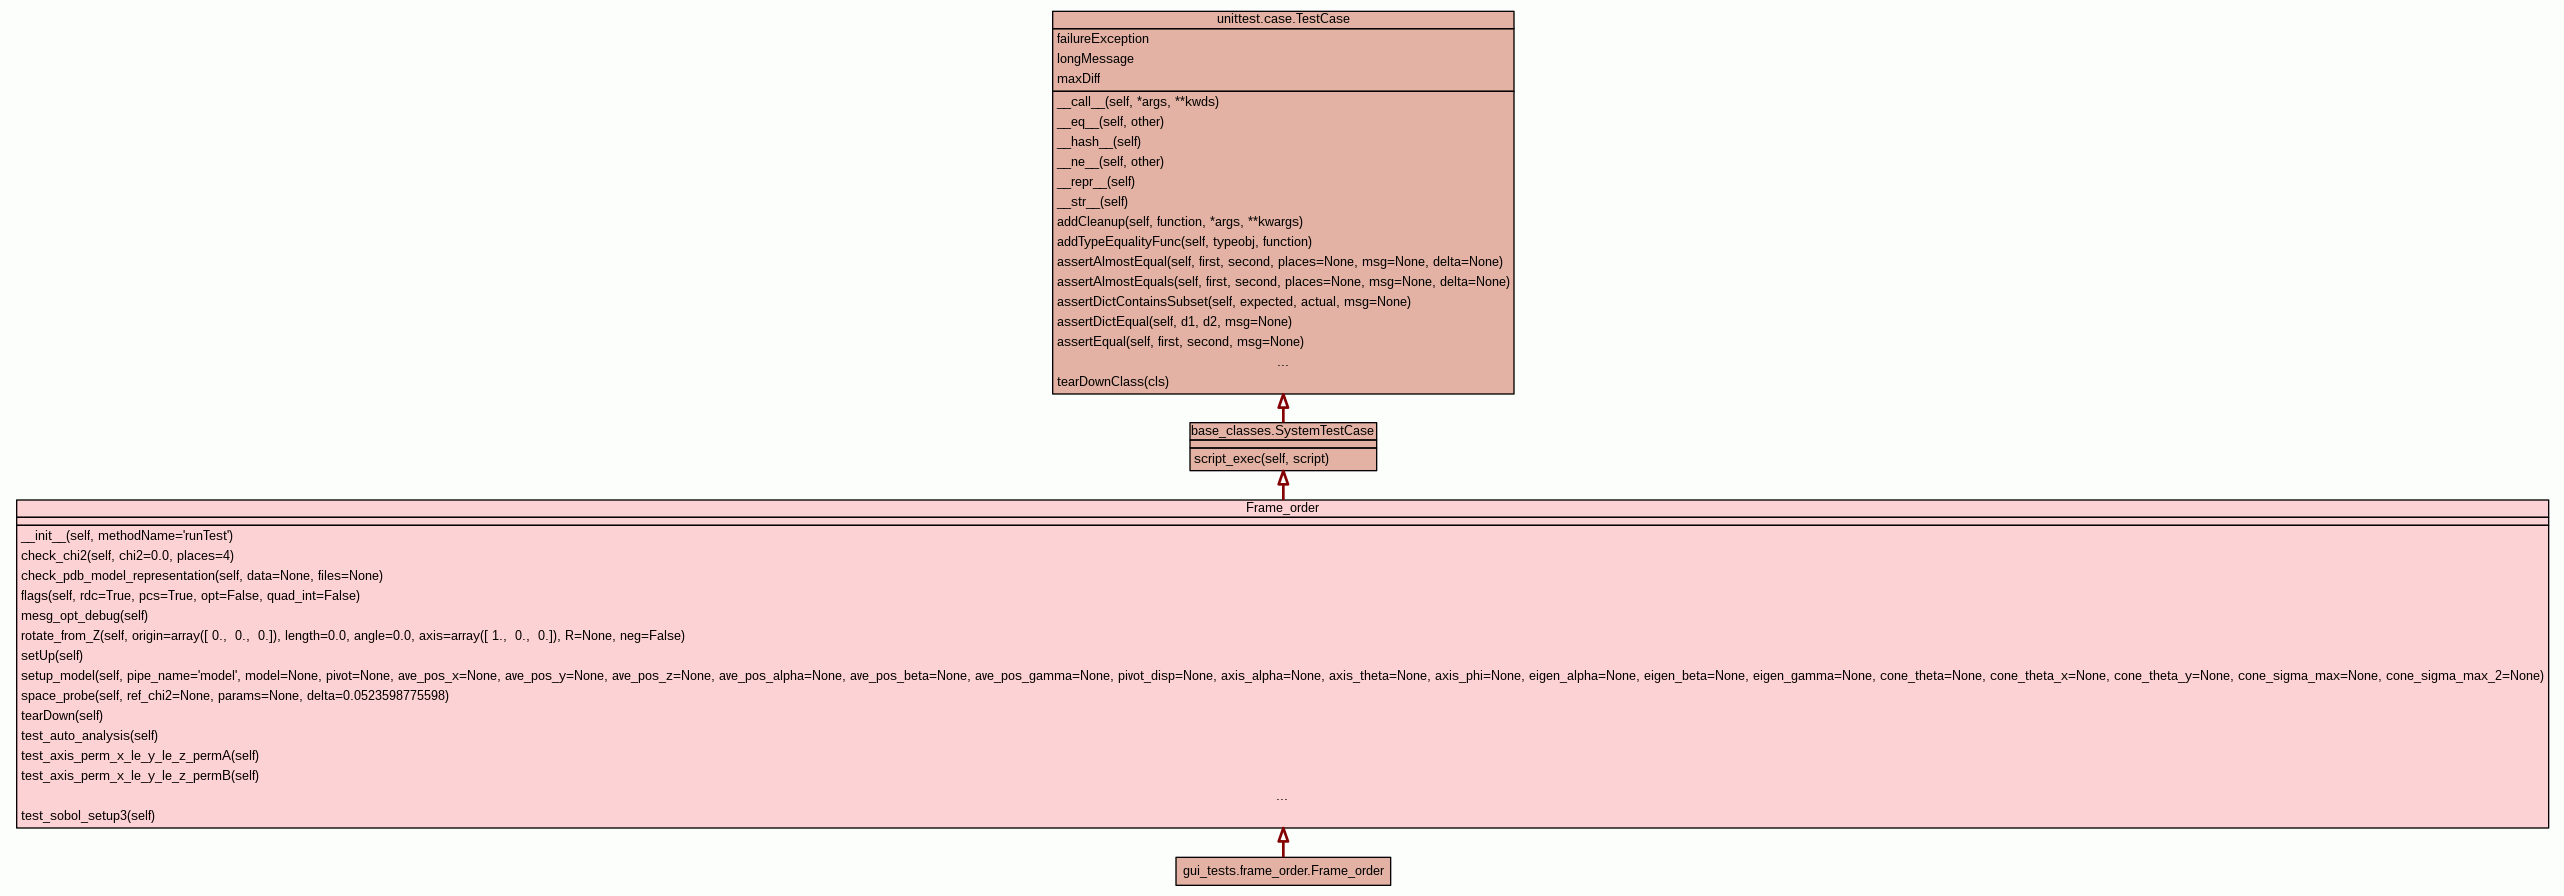 unittest.case.TestCase
failureException
longMessage
maxDiff
__call__(self, *args, **kwds)
__eq__(self, other)
__hash__(self)
__ne__(self, other)
__repr__(self)
__str__(self)
addCleanup(self, function, *args, **kwargs)
addTypeEqualityFunc(self, typeobj, function)
assertAlmostEqual(self, first, second, places=None, msg=None, delta=None)
assertAlmostEquals(self, first, second, places=None, msg=None, delta=None)
assertDictContainsSubset(self, expected, actual, msg=None)
assertDictEqual(self, d1, d2, msg=None)
assertEqual(self, first, second, msg=None)
...
tearDownClass(cls)
base_classes.SystemTestCase
script_exec(self, script)
Frame_order
__init__(self, methodName='runTest')
check_chi2(self, chi2=0.0, places=4)
check_pdb_model_representation(self, data=None, files=None)
flags(self, rdc=True, pcs=True, opt=False, quad_int=False)
mesg_opt_debug(self)
rotate_from_Z(self, origin=array([ 0.,  0.,  0.]), length=0.0, angle=0.0, axis=array([ 1.,  0.,  0.]), R=None, neg=False)
setUp(self)
setup_model(self, pipe_name='model', model=None, pivot=None, ave_pos_x=None, ave_pos_y=None, ave_pos_z=None, ave_pos_alpha=None, ave_pos_beta=None, ave_pos_gamma=None, pivot_disp=None, axis_alpha=None, axis_theta=None, axis_phi=None, eigen_alpha=None, eigen_beta=None, eigen_gamma=None, cone_theta=None, cone_theta_x=None, cone_theta_y=None, cone_sigma_max=None, cone_sigma_max_2=None)
space_probe(self, ref_chi2=None, params=None, delta=0.0523598775598)
tearDown(self)
test_auto_analysis(self)
test_axis_perm_x_le_y_le_z_permA(self)
test_axis_perm_x_le_y_le_z_permB(self)
...
test_sobol_setup3(self)
gui_tests.frame_order.Frame_order